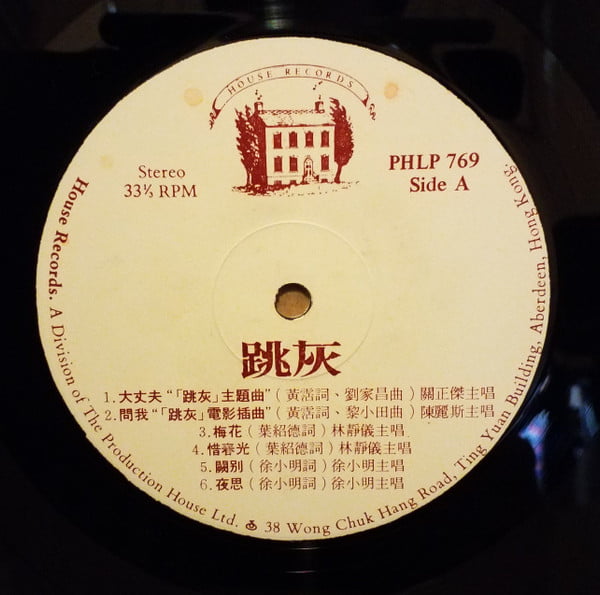 HOUSE RECORDS
Stereo
33⅓ RPM
PHLP 769
Side A
跳灰
1.大丈夫“「跳灰」主題曲”(黃霑詞、劉家昌曲)關正傑主唱
2.問我“「跳灰」電影插曲”(黃霑詞、黎小田曲)陳麗斯主唱
3.梅花(葉紹德詞)林靜儀主唱
4.惜春光(葉紹德詞)林靜儀主唱
5.闊別(徐小明詞)徐小明主唱
6.夜思(徐小明詞)徐小明主唱
House Records. A Division of The Production House Ltd. 38 Wong Chuk Hang Road, Ting Yuan Building, Aberdeen, Hong Kong.